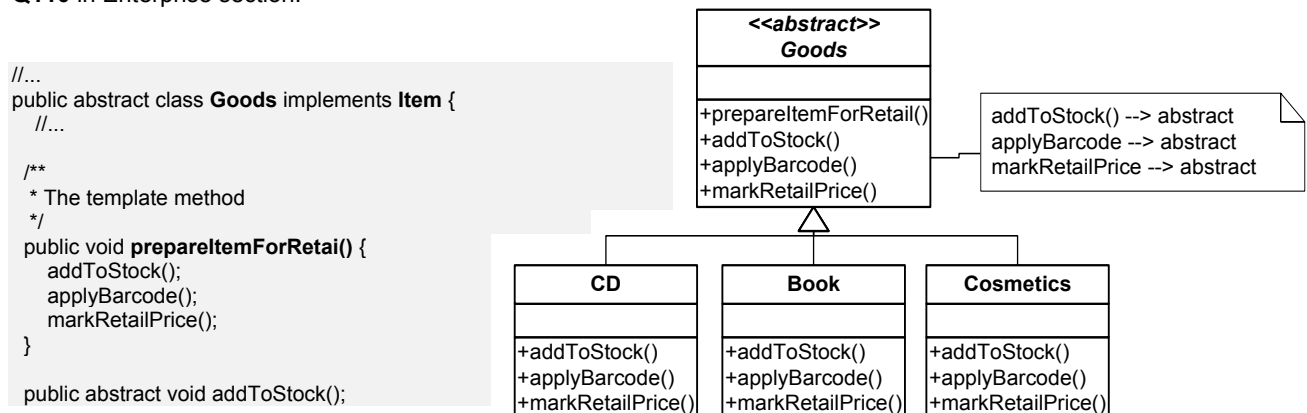 Q110 in Enterprise section.
//...
public abstract class Goods implements Item {
//...
/**
* The template method
*/
public void prepareItemForRetai() {
addToStock();
applyBarcode();
markRetailPrice();
}
public abstract void addToStock();
<<abstract>>
Goods
+prepareItemForRetail()
+addToStock()
+applyBarcode()
+markRetailPrice()
addToStock() --> abstract
applyBarcode --> abstract
markRetailPrice --> abstract
CD
+addToStock()
+applyBarcode()
+markRetailPrice()
Book
+addToStock()
+applyBarcode()
+markRetailPrice()
Cosmetics
+addToStock()
+applyBarcode()
+markRetailPrice()